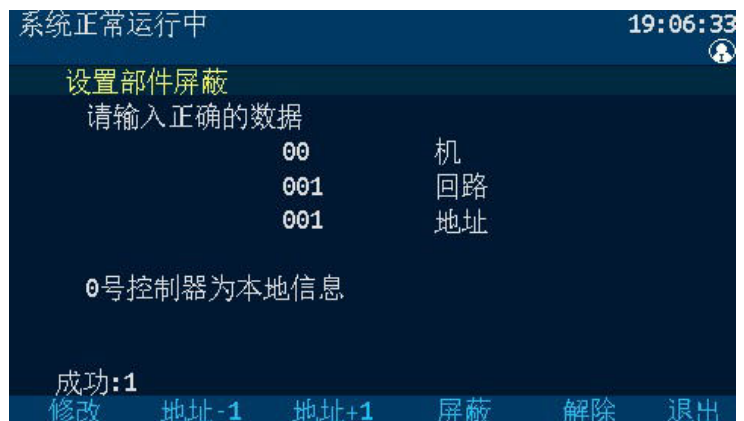 系统正常运行中 19:06:33
设置部件屏蔽
请输入正确的数据
00 机
001 回路
001 地址
0号控制器为本地信息
成功:1
修改 地址-1 地址+1 屏蔽 解除 退出